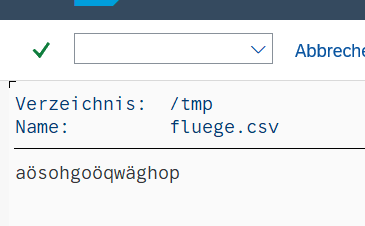 Abbreche
Verzeichnis: /tmp
Name: fluege.csv
aösohgoöqwäghop